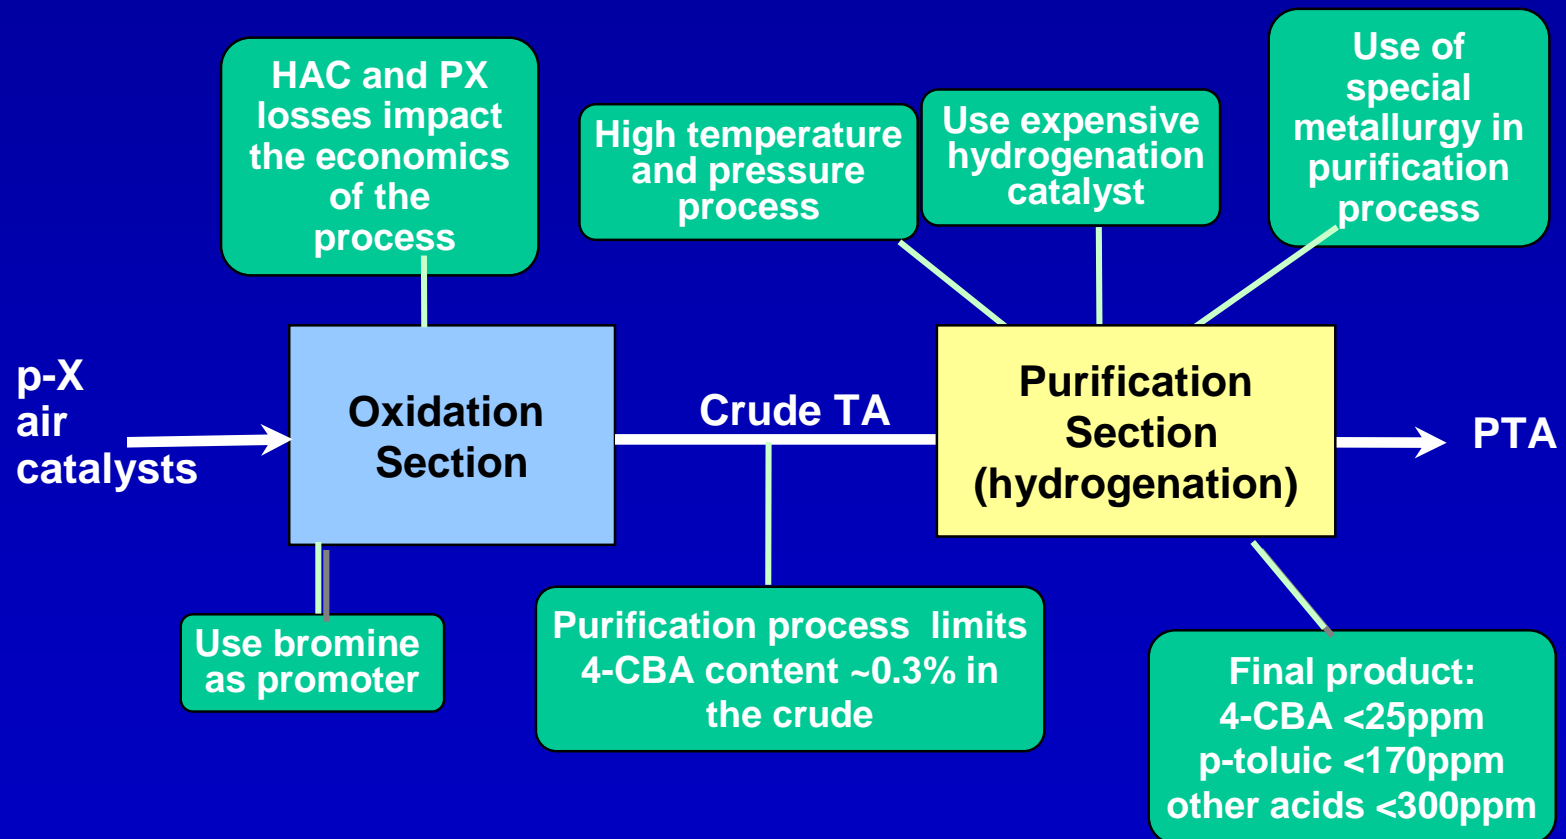 HAC and PX
losses impact
the economics
of the
process
High temperature
and pressure
process
Use expensive
hydrogenation
catalyst
Use of
special
metallurgy in
purification
process
p-X
air
catalysts
Oxidation
Section
Crude TA
Purification
Section
(hydrogenation)
PTA
Use bromine
as promoter
Purification process limits
4-CBA content ~0.3% in
the crude
Final product:
4-CBA <25ppm
p-toluic <170ppm
other acids <300ppm